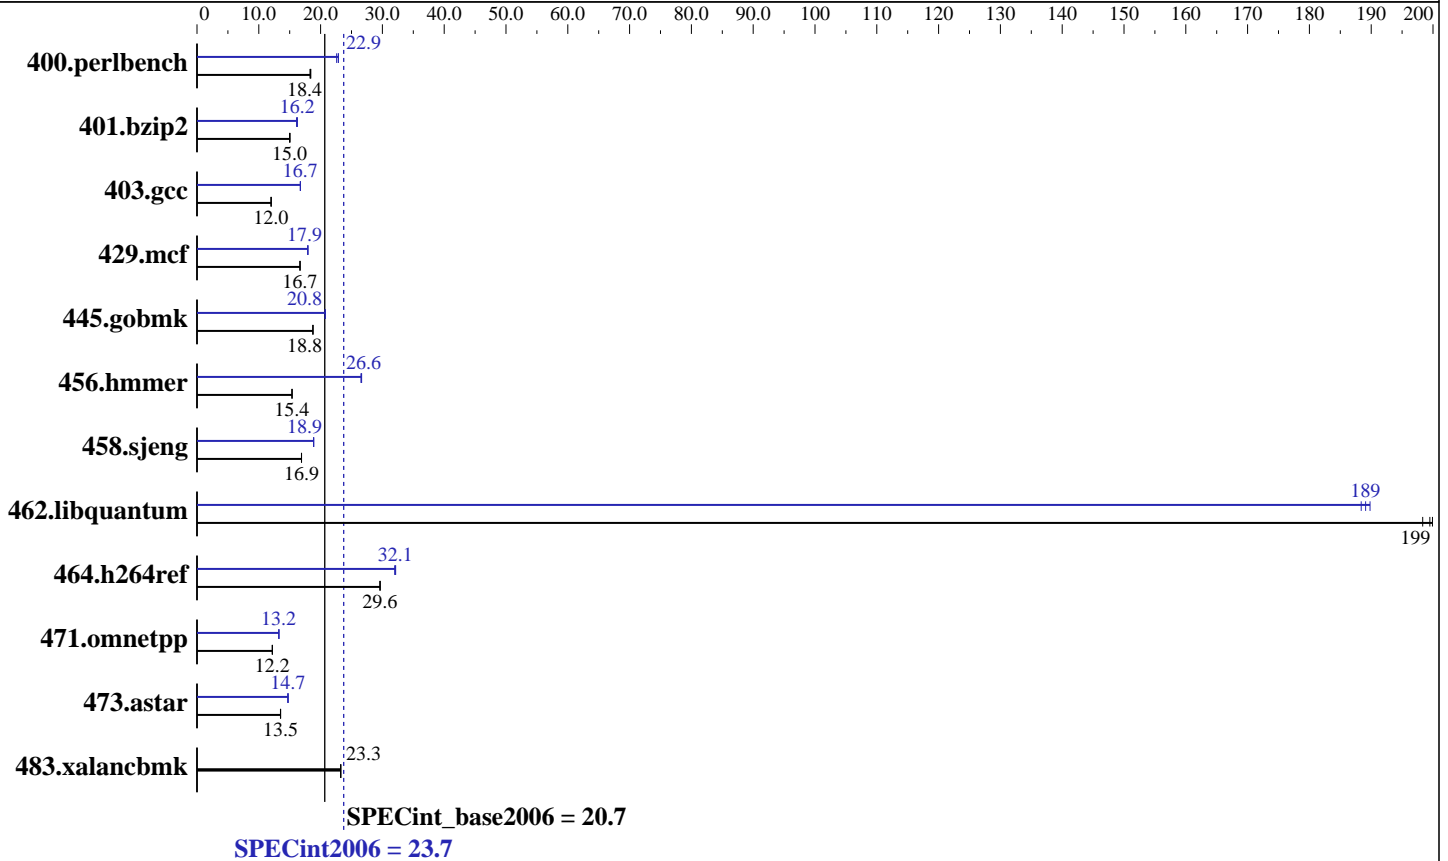 0 10.0 20.0 30.0 40.0 50.0 60.0 70.0 80.0 90.0 100 110 120 130 140 150 160 170 180 190 200
22.9
400.perlbench
18.4
16.2
401.bzip2
15.0
16.7
403.gcc
12.0
17.9
429.mcf
16.7
20.8
445.gobmk
18.8
26.6
456.hmmer
15.4
18.9
458.sjeng
16.9
189
462.libquantum
199
32.1
464.h264ref
29.6
13.2
471.omnetpp
12.2
14.7
473.astar
13.5
23.3
483.xalancbmk
SPECint_base2006 = 20.7
SPECint2006 = 23.7